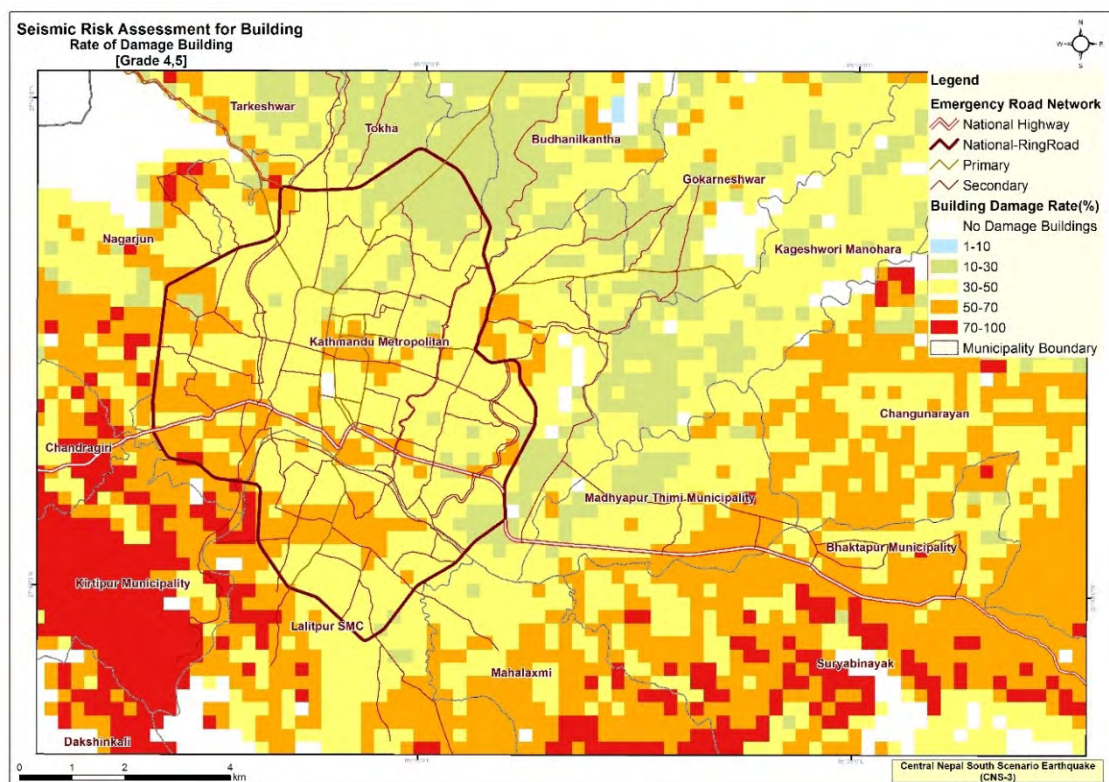 Seismic Risk Assessment for Building
Rate of Damage Building
[Grade 4,5]
N
W E
S
Legend
Emergency Road Network
National Highway
National-RingRoad
Primary
Secondary
Building Damage Rate(%)
No Damage Buildings
1-10
10-30
30-50
50-70
70-100
Municipality Boundary
Tarkeshwar
Tokha
Budhanilkantha
Gokarneshwar
Nagarjun
Kageshwori Manohara
Kathmandu Metropolitan
Changunarayan
Chandragiri
Madhyapur Thimi Municipality
Bhaktapur Municipality
Kirtipur Municipality
Lalitpur SMC
Mahalaxmi
Suryabinayak
Dakshinkali
0 1 2 4
km
Central Nepal South Scenario Earthquake
(CNS-3)